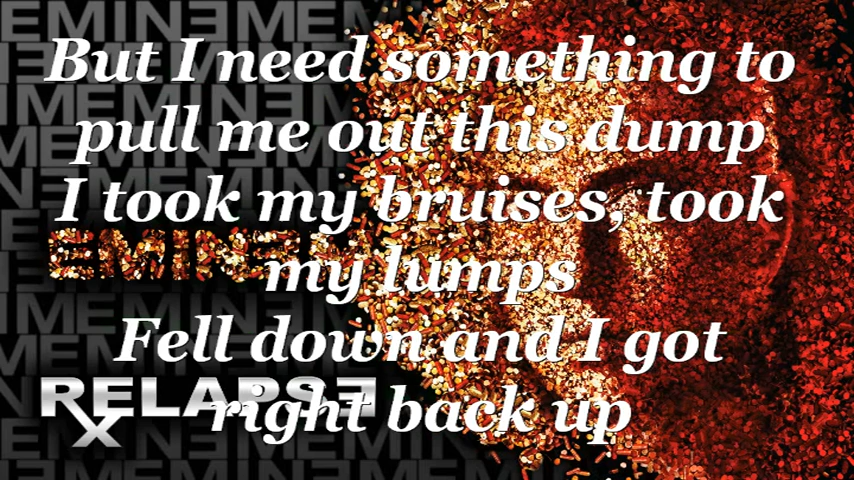 But I need something to
pull me out this dump
I took my bruises, took
my lumps
Fell down and I got
right back up
EMINEM
RELAPSE